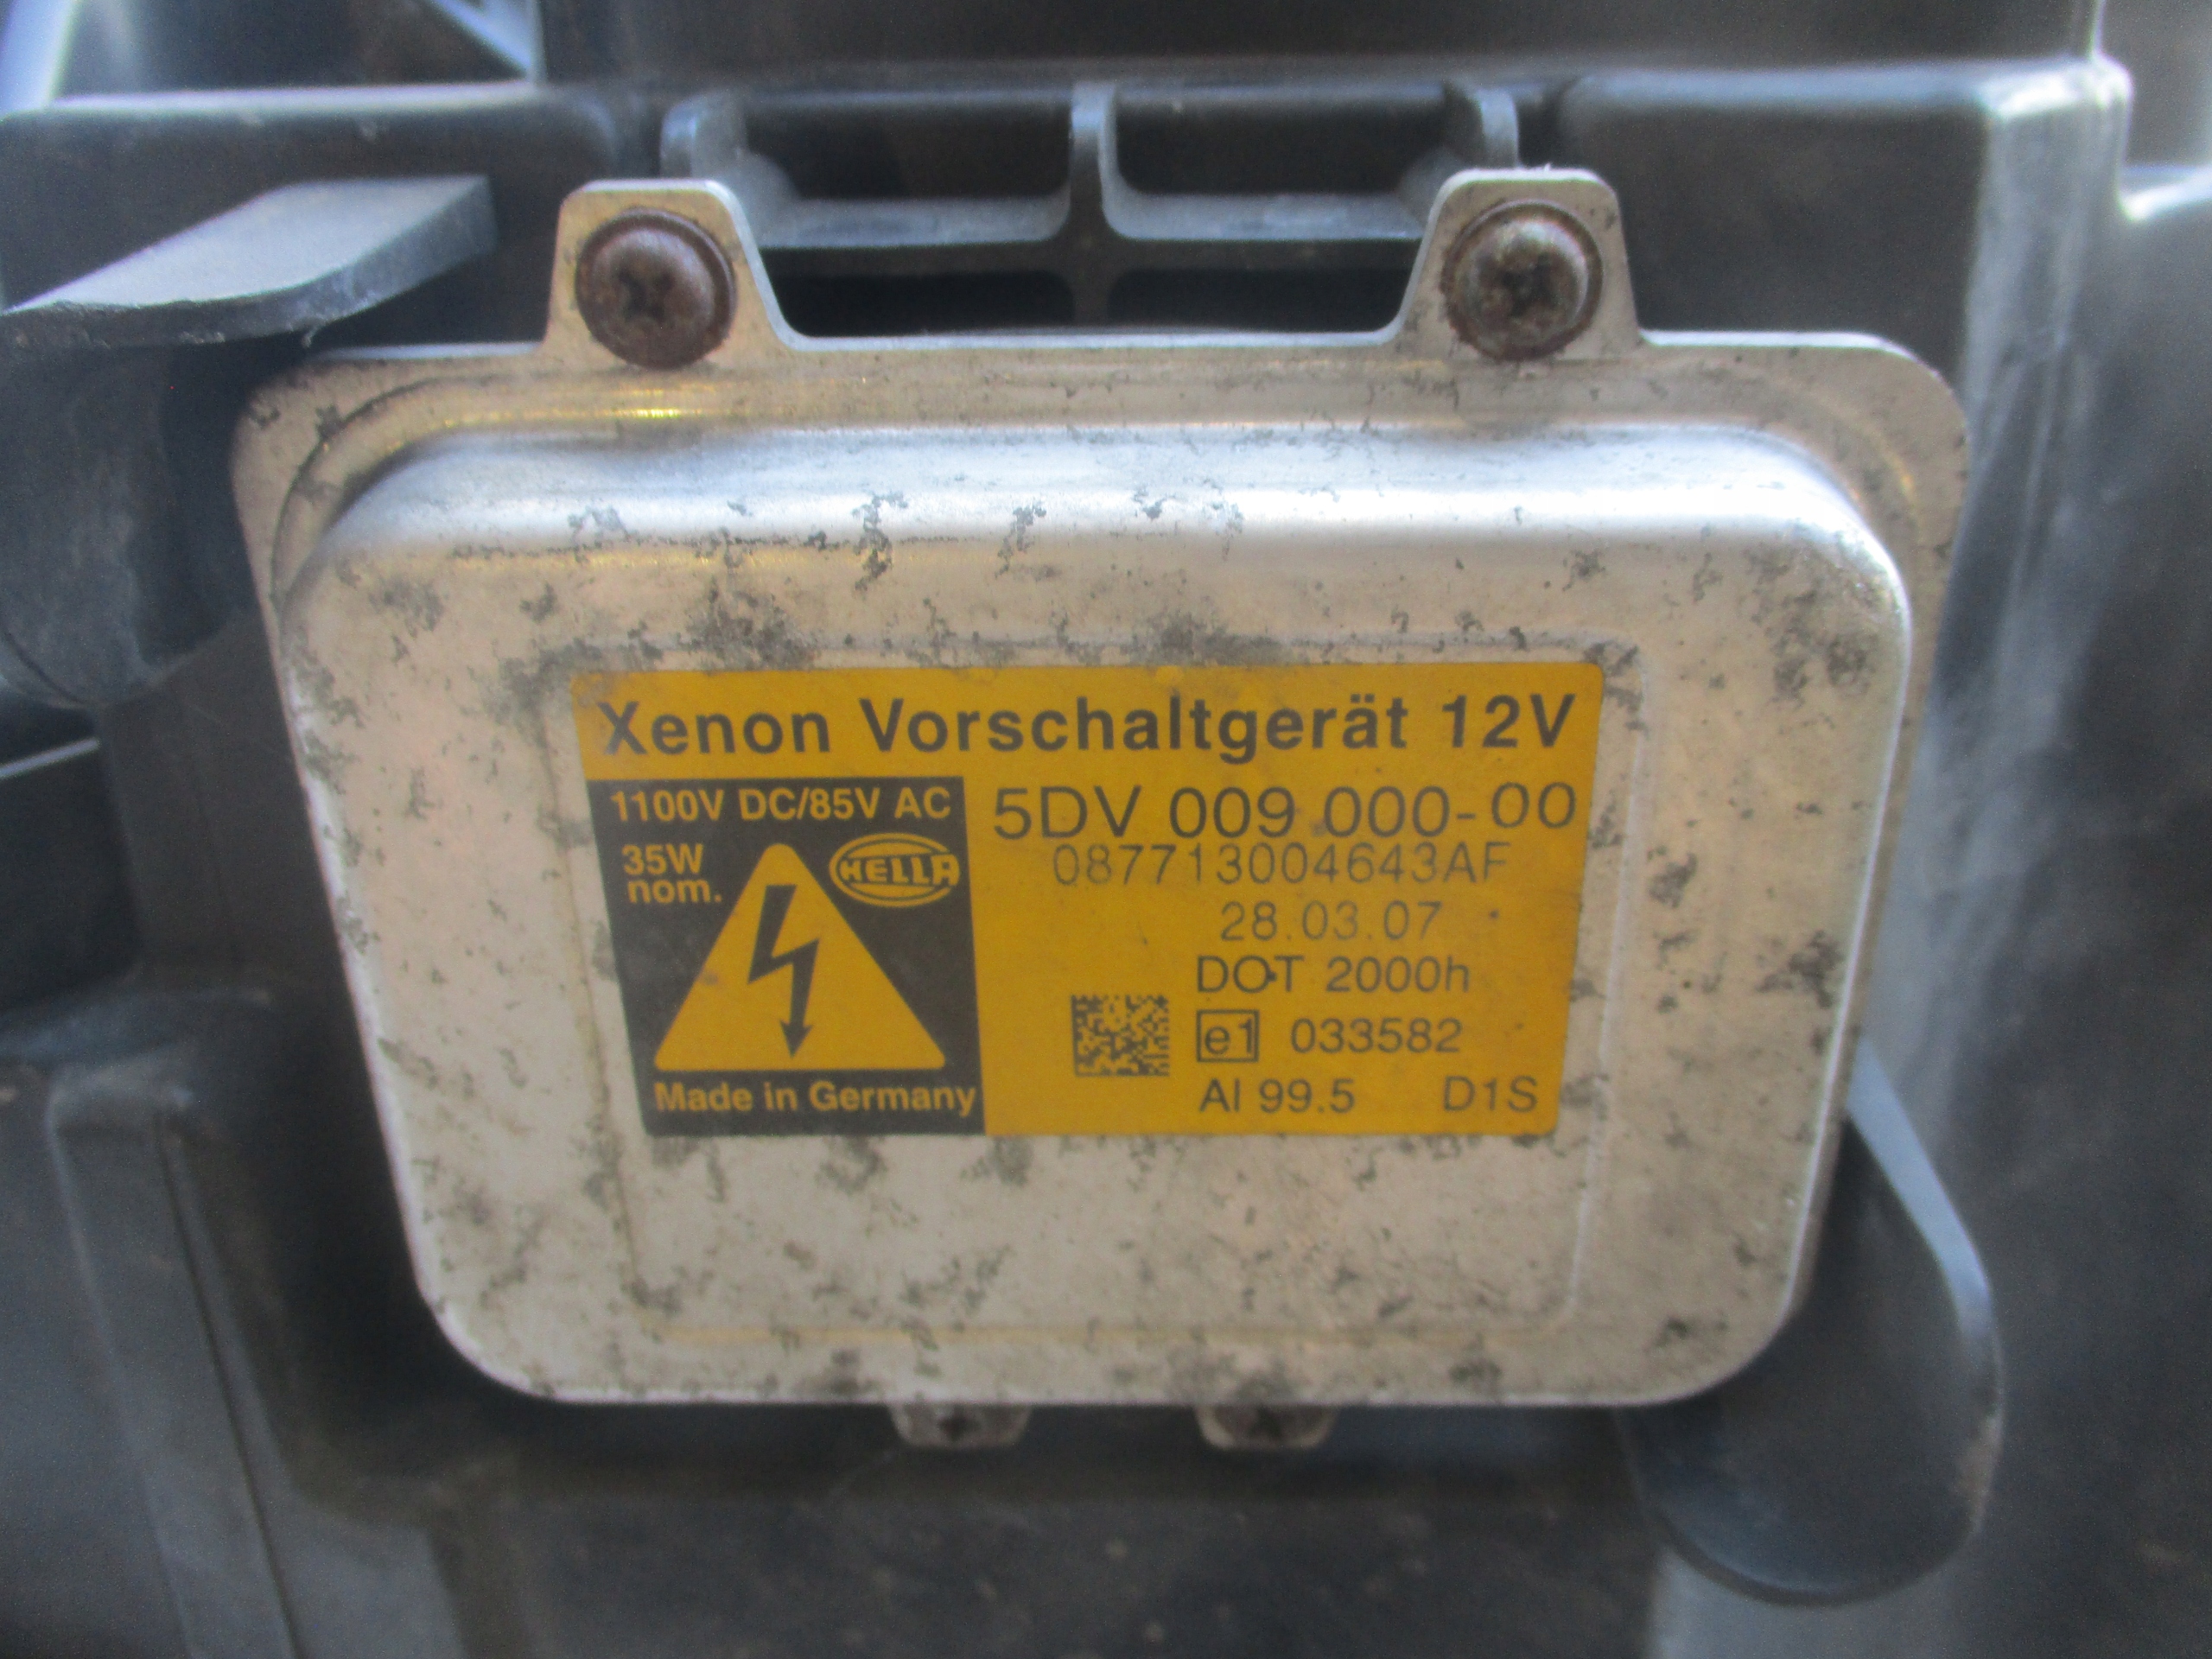 Xenon Vorschaltgerät 12V
1100V DC/85V AC
35W
nom.
HELLA
Made in Germany
5DV 009 000-00
087713004643AF
28.03.07
DOT 2000h
e1 033582
Al 99.5 D1S